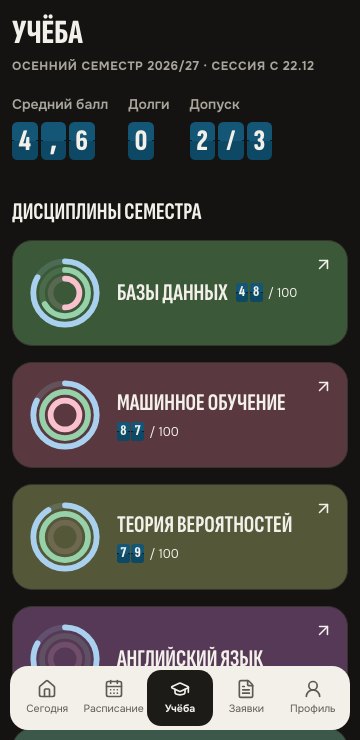 УЧЁБА
ОСЕННИЙ СЕМЕСТР 2026/27 · СЕССИЯ С 22.12
Средний балл Долги Допуск
4,6 0 2/3
ДИСЦИПЛИНЫ СЕМЕСТРА
БАЗЫ ДАННЫХ 48 / 100
МАШИННОЕ ОБУЧЕНИЕ
87 / 100
ТЕОРИЯ ВЕРОЯТНОСТЕЙ
79 / 100
АНГЛИЙСКИЙ ЯЗЫК
Сегодня Расписание Учёба Заявки Профиль